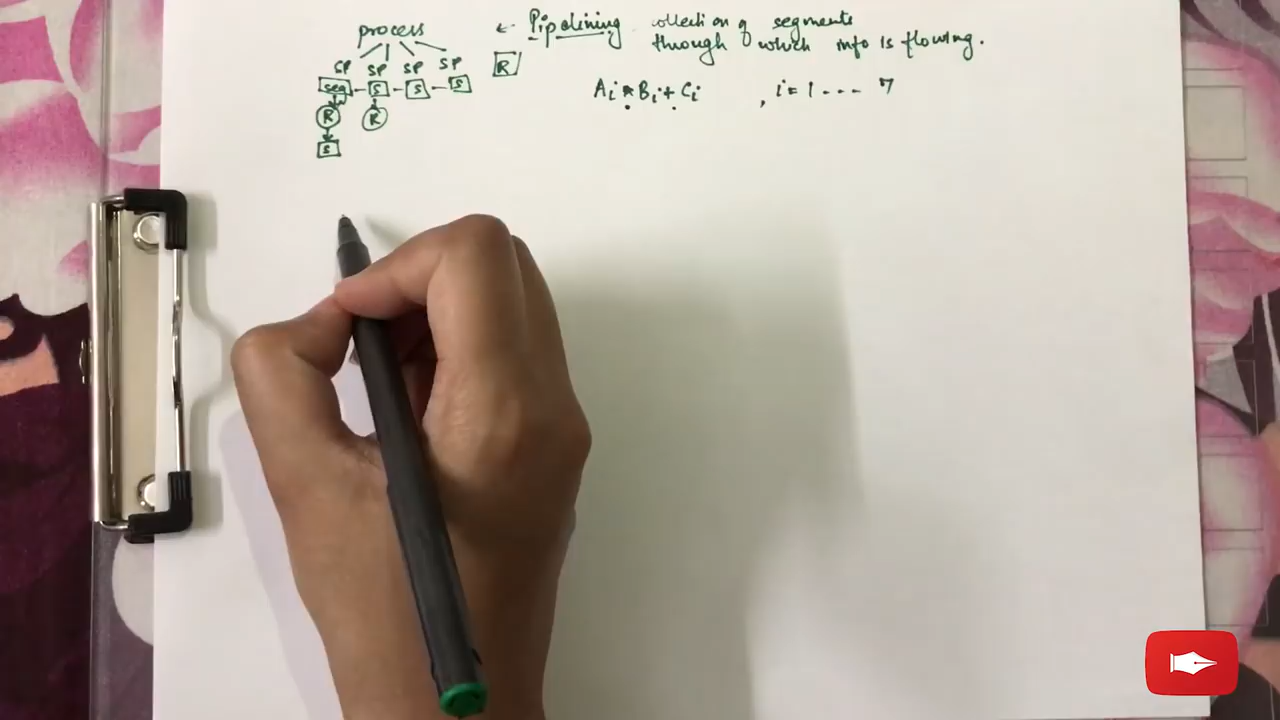 process ← Pipelining collection of segments
through which info is flowing.
SP SP SP SP
seg S S S R
Ai * Bi + Ci , i = 1 --- 7
R R
S